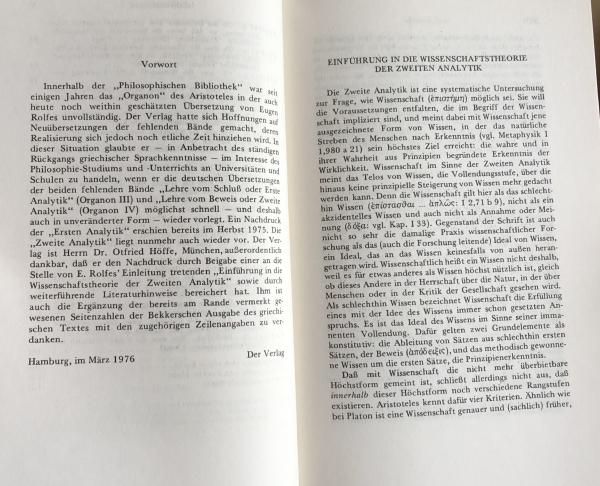 Vorwort
Innerhalb der „Philosophischen Bibliothek" war seit
einigen Jahren das „Organon" des Aristoteles in der auch
heute noch weithin geschätzten Übersetzung von Eugen
Rolfes unvollständig. Der Verlag hatte sich Hoffnungen auf
Neuübersetzungen der fehlenden Bände gemacht, deren
Realisierung sich jedoch noch etliche Zeit hinziehen wird. In
dieser Situation glaubte er — in Anbetracht des ständigen
Rückgangs griechischer Sprachkenntnisse — im Interesse des
Philosophie-Studiums und -Unterrichts an Universitäten und
Schulen zu handeln, wenn er die deutschen Übersetzungen
der beiden fehlenden Bände „Lehre vom Schluß oder Erste
Analytik" (Organon III) und „Lehre vom Beweis oder Zweite
Analytik" (Organon IV) möglichst schnell — und deshalb
auch in unveränderter Form — wieder vorlegt. Ein Nachdruck
der „Ersten Analytik" erschien bereits im Herbst 1975. Die
„Zweite Analytik" liegt nunmehr auch wieder vor. Der Ver-
lag ist Herrn Dr. Otfried Höffe, München, außerordentlich
dankbar, daß er den Nachdruck durch Beigabe einer an die
Stelle von E. Rolfes' Einleitung tretenden „Einführung in die
Wissenschaftstheorie der Zweiten Analytik" sowie durch
weiterführende Literaturhinweise bereichert hat. Ihm ist
auch die Ergänzung der bereits am Rande vermerkt ge-
wesenen Seitenzahlen der Bekkerschen Ausgabe des griechi-
schen Textes mit den zugehörigen Zeilenangaben zu ver-
danken.
Hamburg, im März 1976
Der Verlag
EINFÜHRUNG IN DIE WISSENSCHAFTSTHEORIE
DER ZWEITEN ANALYTIK
Die Zweite Analytik ist eine systematische Untersuchung
zur Frage, wie Wissenschaft (ἐπιστήμη) möglich sei. Sie will
die Voraussetzungen entfalten, die im Begriff der Wissen-
schaft impliziert sind, und meint dabei mit Wissenschaft jene
ausgezeichnete Form von Wissen, in der das natürliche
Streben des Menschen nach Erkenntnis (vgl. Metaphysik I
1, 980 a 21) sein höchstes Ziel erreicht: die wahre und in
ihrer Wahrheit aus Prinzipien begründete Erkenntnis der
Wirklichkeit. Wissenschaft im Sinne der Zweiten Analytik
meint das Telos von Wissen, die Vollendungsstufe, über die
hinaus keine prinzipielle Steigerung von Wissen mehr gedacht
werden kann. Denn die Wissenschaft gilt hier als das schlecht-
hin Wissen (ἐπίστασθαι ... ἁπλῶς: I 2, 71 b 9), nicht als ein
akzidentelles Wissen und auch nicht als Annahme oder Mei-
nung (δόξα: vgl. Kap. I 33). Gegenstand der Schrift ist auch
nicht so sehr die damalige Praxis wissenschaftlicher For-
schung als das (auch die Forschung leitende) Ideal von Wissen,
ein Ideal, das an das Wissen keinesfalls von außen heran-
getragen wird. Wissenschaftlich heißt ein Wissen nicht deshalb,
weil es für etwas anderes als Wissen höchst nützlich ist, gleich
ob dieses Andere in der Herrschaft über die Natur, in der über
Menschen oder in der Kritik der Gesellschaft gesehen wird.
Als schlechthin Wissen bezeichnet Wissenschaft die Erfüllung
eines mit der Idee des Wissens immer schon gesetzten An-
spruchs. Es ist das Ideal des Wissens im Sinne seiner imma-
nenten Vollendung. Dafür gelten zwei Grundelemente als
konstitutiv: die Ableitung von Sätzen aus schlechthin ersten
Sätzen, der Beweis (ἀπόδειξις), und das methodisch gewonne-
ne Wissen um die ersten Sätze, die Prinzipienerkenntnis.
Daß mit Wissenschaft die nicht mehr überbietbare
Höchstform gemeint ist, schließt allerdings nicht aus, daß
innerhalb dieser Höchstform noch verschiedene Rangstufen
existieren. Aristoteles kennt dafür vier Kriterien. Ähnlich wie
bei Platon ist eine Wissenschaft genauer und (sachlich) früher,